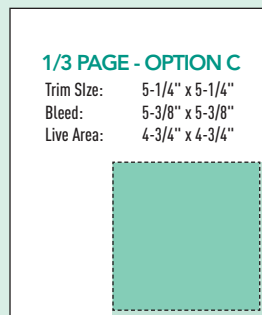 1/3 PAGE - OPTION C
Trim SIze: 5-1/4" x 5-1/4"
Bleed: 5-3/8" x 5-3/8"
Live Area: 4-3/4" x 4-3/4"